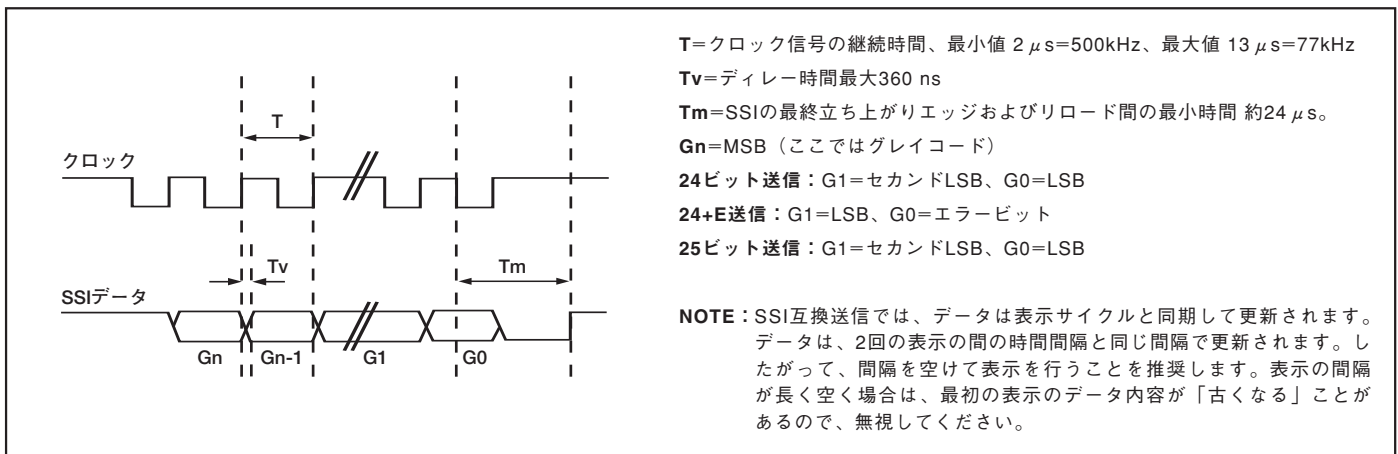 T=クロック信号の継続時間、最小値 2μs=500kHz、最大値 13μs=77kHz
Tv=ディレー時間最大360 ns
Tm=SSIの最終立ち上がりエッジおよびリロード間の最小時間 約24μs。
Gn=MSB（ここではグレイコード）
24ビット送信：G1=セカンドLSB、G0=LSB
24+E送信：G1=LSB、G0=エラービット
25ビット送信：G1=セカンドLSB、G0=LSB
NOTE：SSI互換送信では、データは表示サイクルと同期して更新されます。
データは、2回の表示の間の時間間隔と同じ間隔で更新されます。し
たがって、間隔を空けて表示を行うことを推奨します。表示の間隔
が長く空く場合は、最初の表示のデータ内容が「古くなる」ことが
あるので、無視してください。
T
クロック
Tv
Tm
SSIデータ
Gn
Gn-1
G1
G0